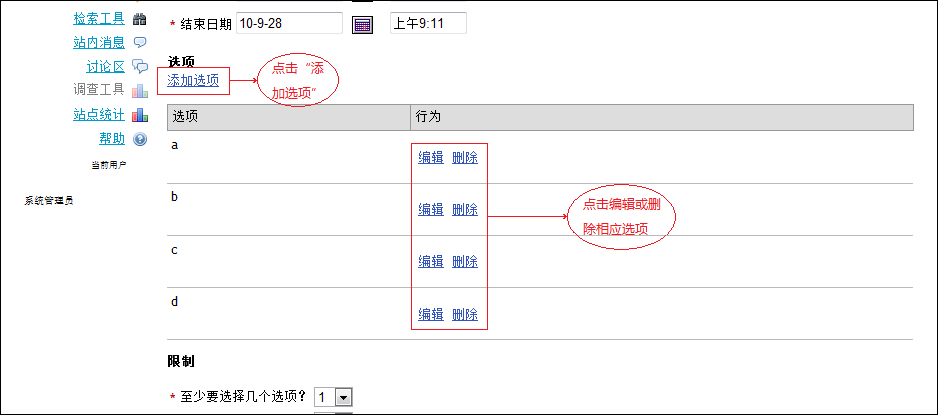 检索工具
站内消息
讨论区
调查工具
站点统计
帮助
当前用户
系统管理员
* 结束日期 10-9-28 上午9:11
选项
添加选项
点击“添
加选项”
选项 行为
a 编辑 删除
b 编辑 删除
点击编辑或删
除相应选项
c 编辑 删除
d 编辑 删除
限制
* 至少要选择几个选项? 1